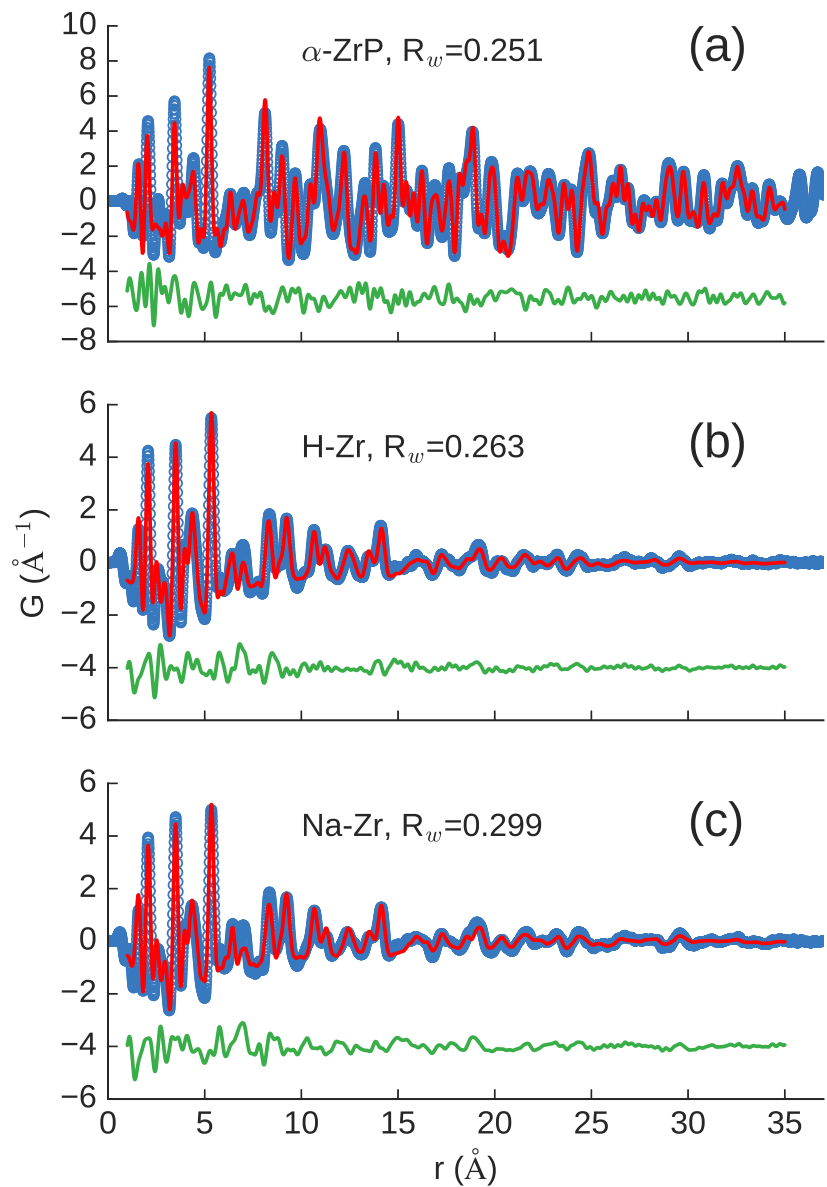 10
8
6
4
2
0
−2
−4
−6
−8
α-ZrP, R_w=0.251
(a)
6
4
2
0
−2
−4
−6
H-Zr, R_w=0.263
(b)
G (Å⁻¹)
6
4
2
0
−2
−4
−6
Na-Zr, R_w=0.299
(c)
0 5 10 15 20 25 30 35
r (Å)